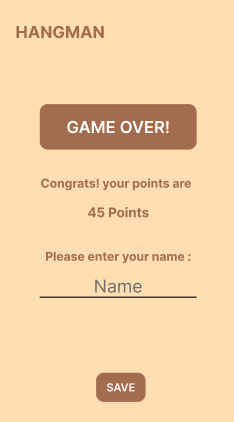 HANGMAN
GAME OVER!
Congrats! your points are
45 Points
Please enter your name :
Name
SAVE